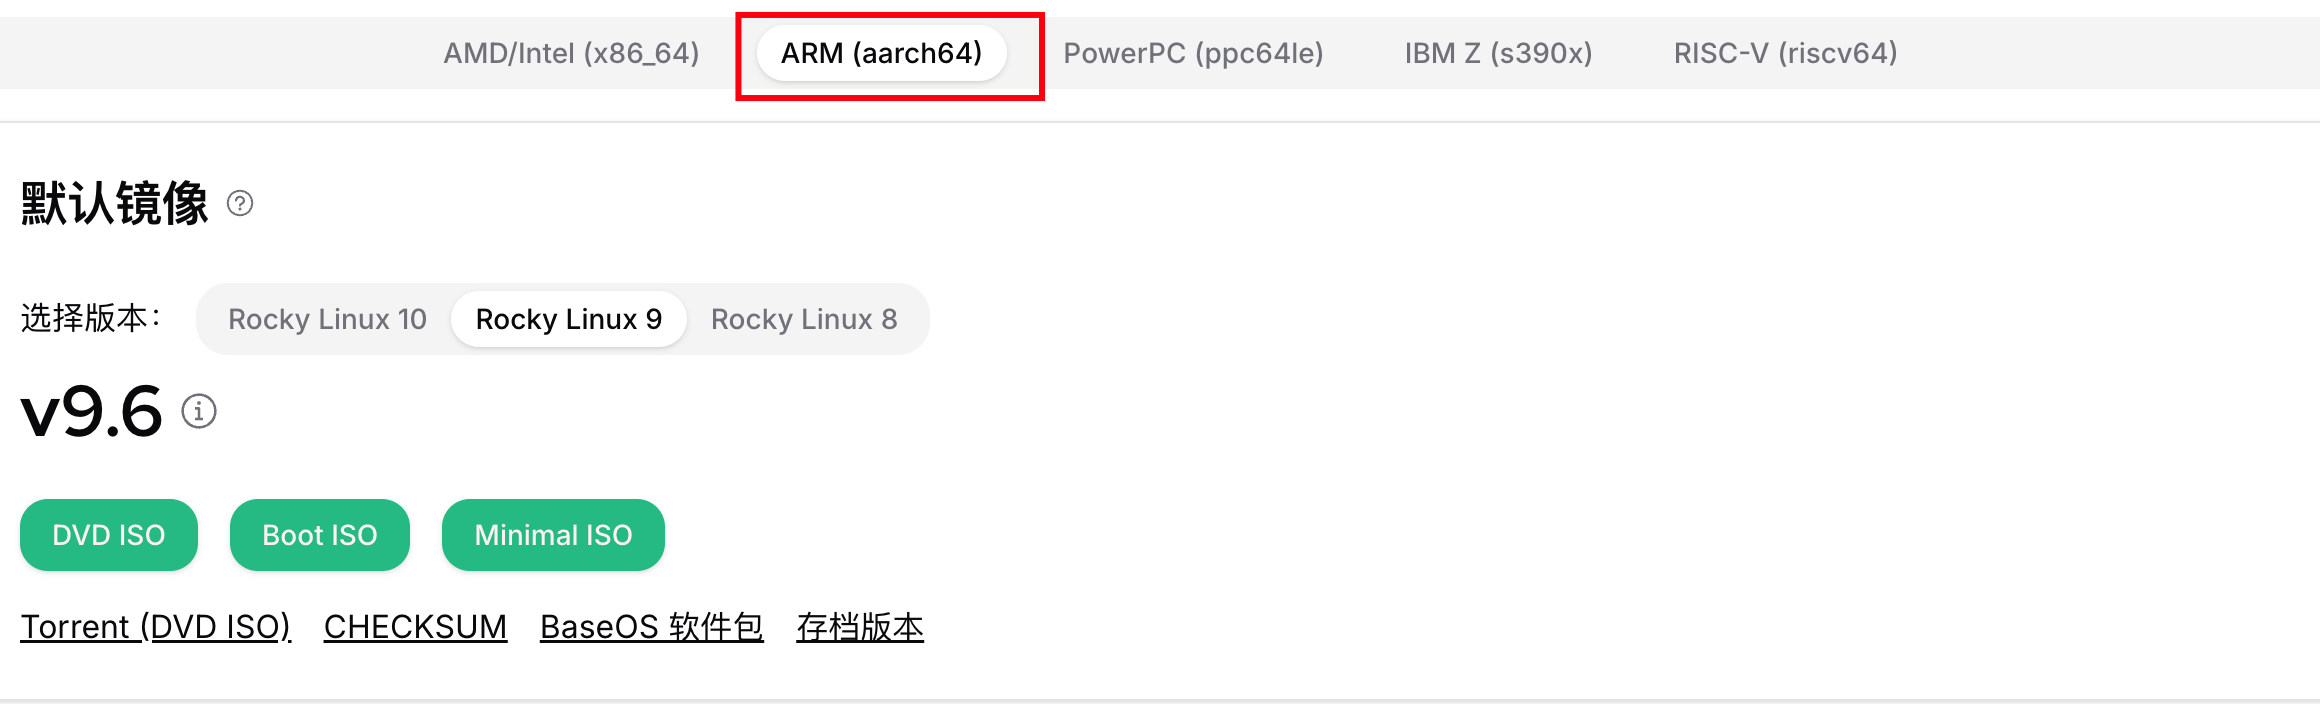 AMD/Intel (x86_64) ARM (aarch64) PowerPC (ppc64le) IBM Z (s390x) RISC-V (riscv64)
默认镜像 ?
选择版本： Rocky Linux 10 Rocky Linux 9 Rocky Linux 8
v9.6 i
DVD ISO Boot ISO Minimal ISO
Torrent (DVD ISO) CHECKSUM BaseOS 软件包 存档版本